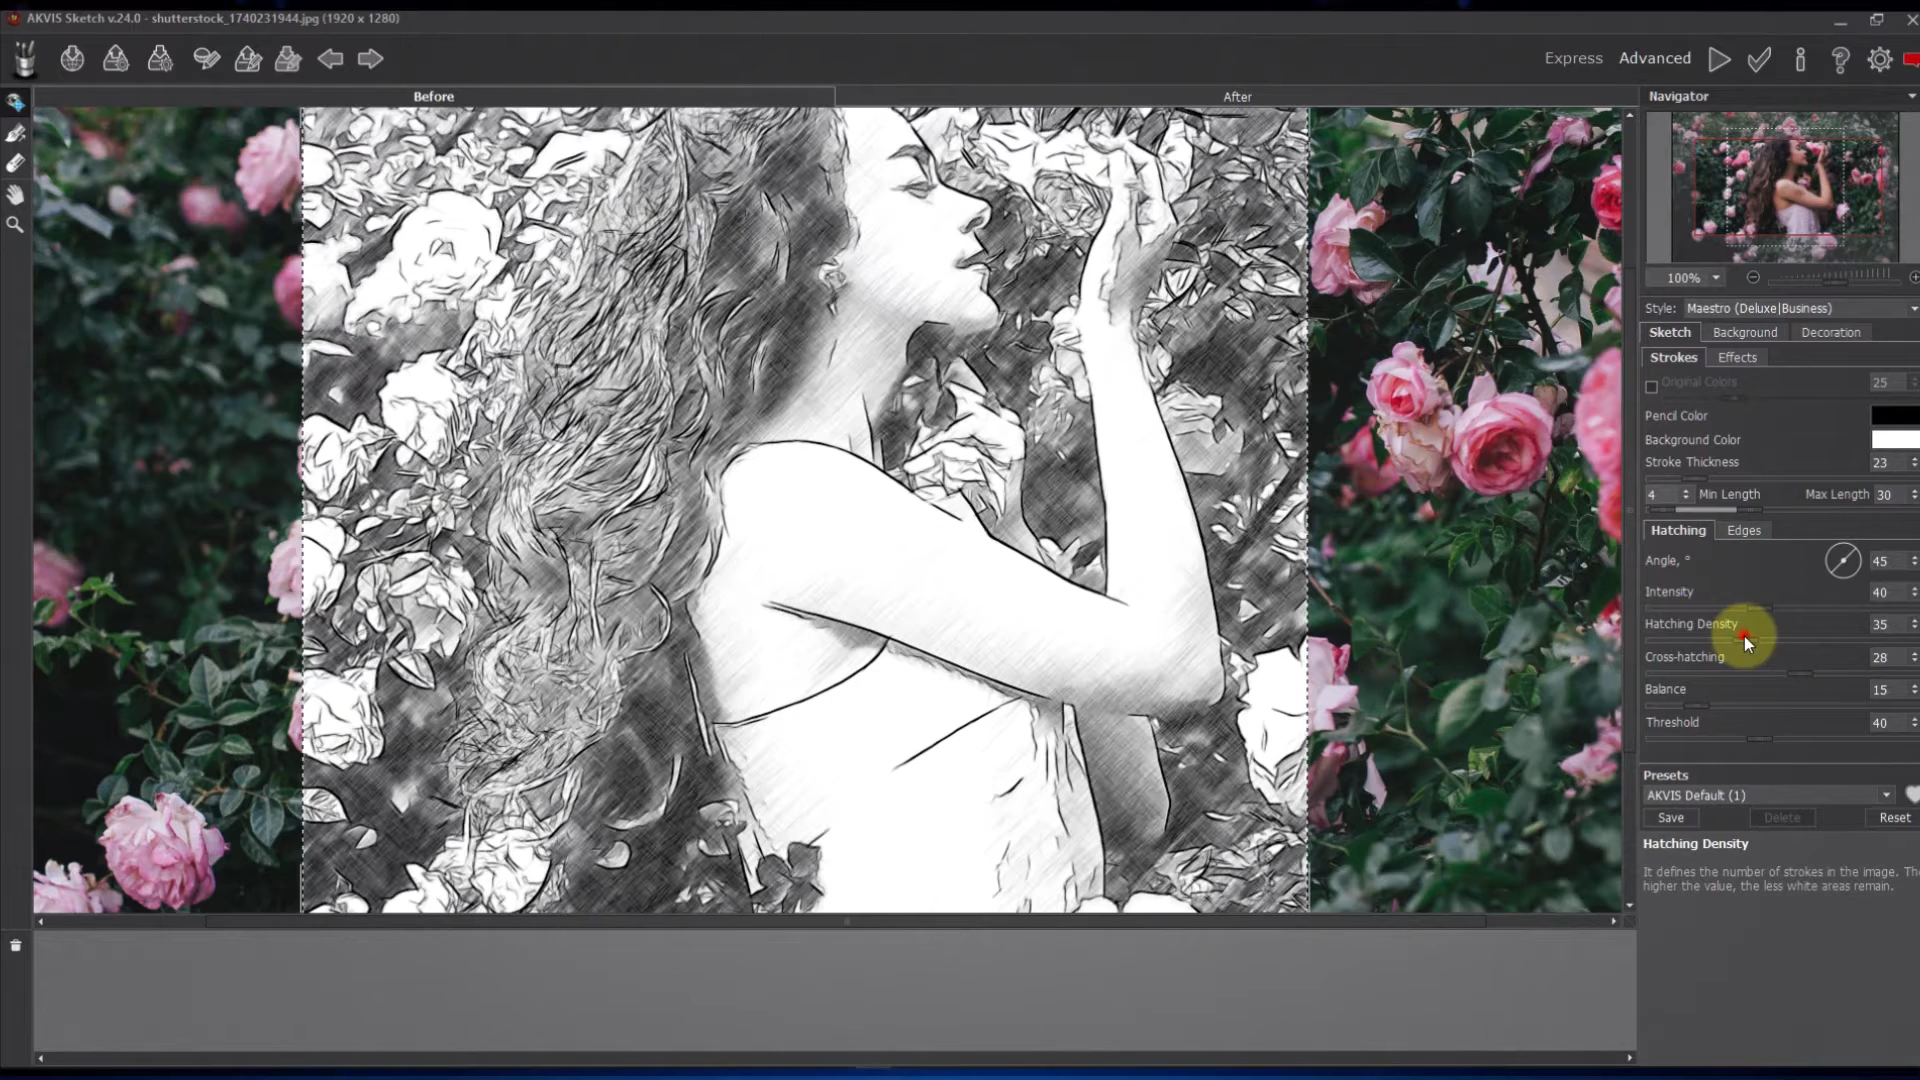 AKVIS Sketch v.24.0 - shutterstock_1740231944.jpg (1920 x 1280)
Express Advanced
Before After
Navigator
100%
Style: Maestro (Deluxe|Business)
Sketch Background Decoration
Strokes Effects
Original Colors 25
Pencil Color
Background Color
Stroke Thickness 23
4 Min Length Max Length 30
Hatching Edges
Angle, ° 45
Intensity 40
Hatching Density 35
Cross-hatching 28
Balance 15
Threshold 40
Presets
AKVIS Default (1)
Save Delete Reset
Hatching Density
It defines the number of strokes in the image. The
higher the value, the less white areas remain.